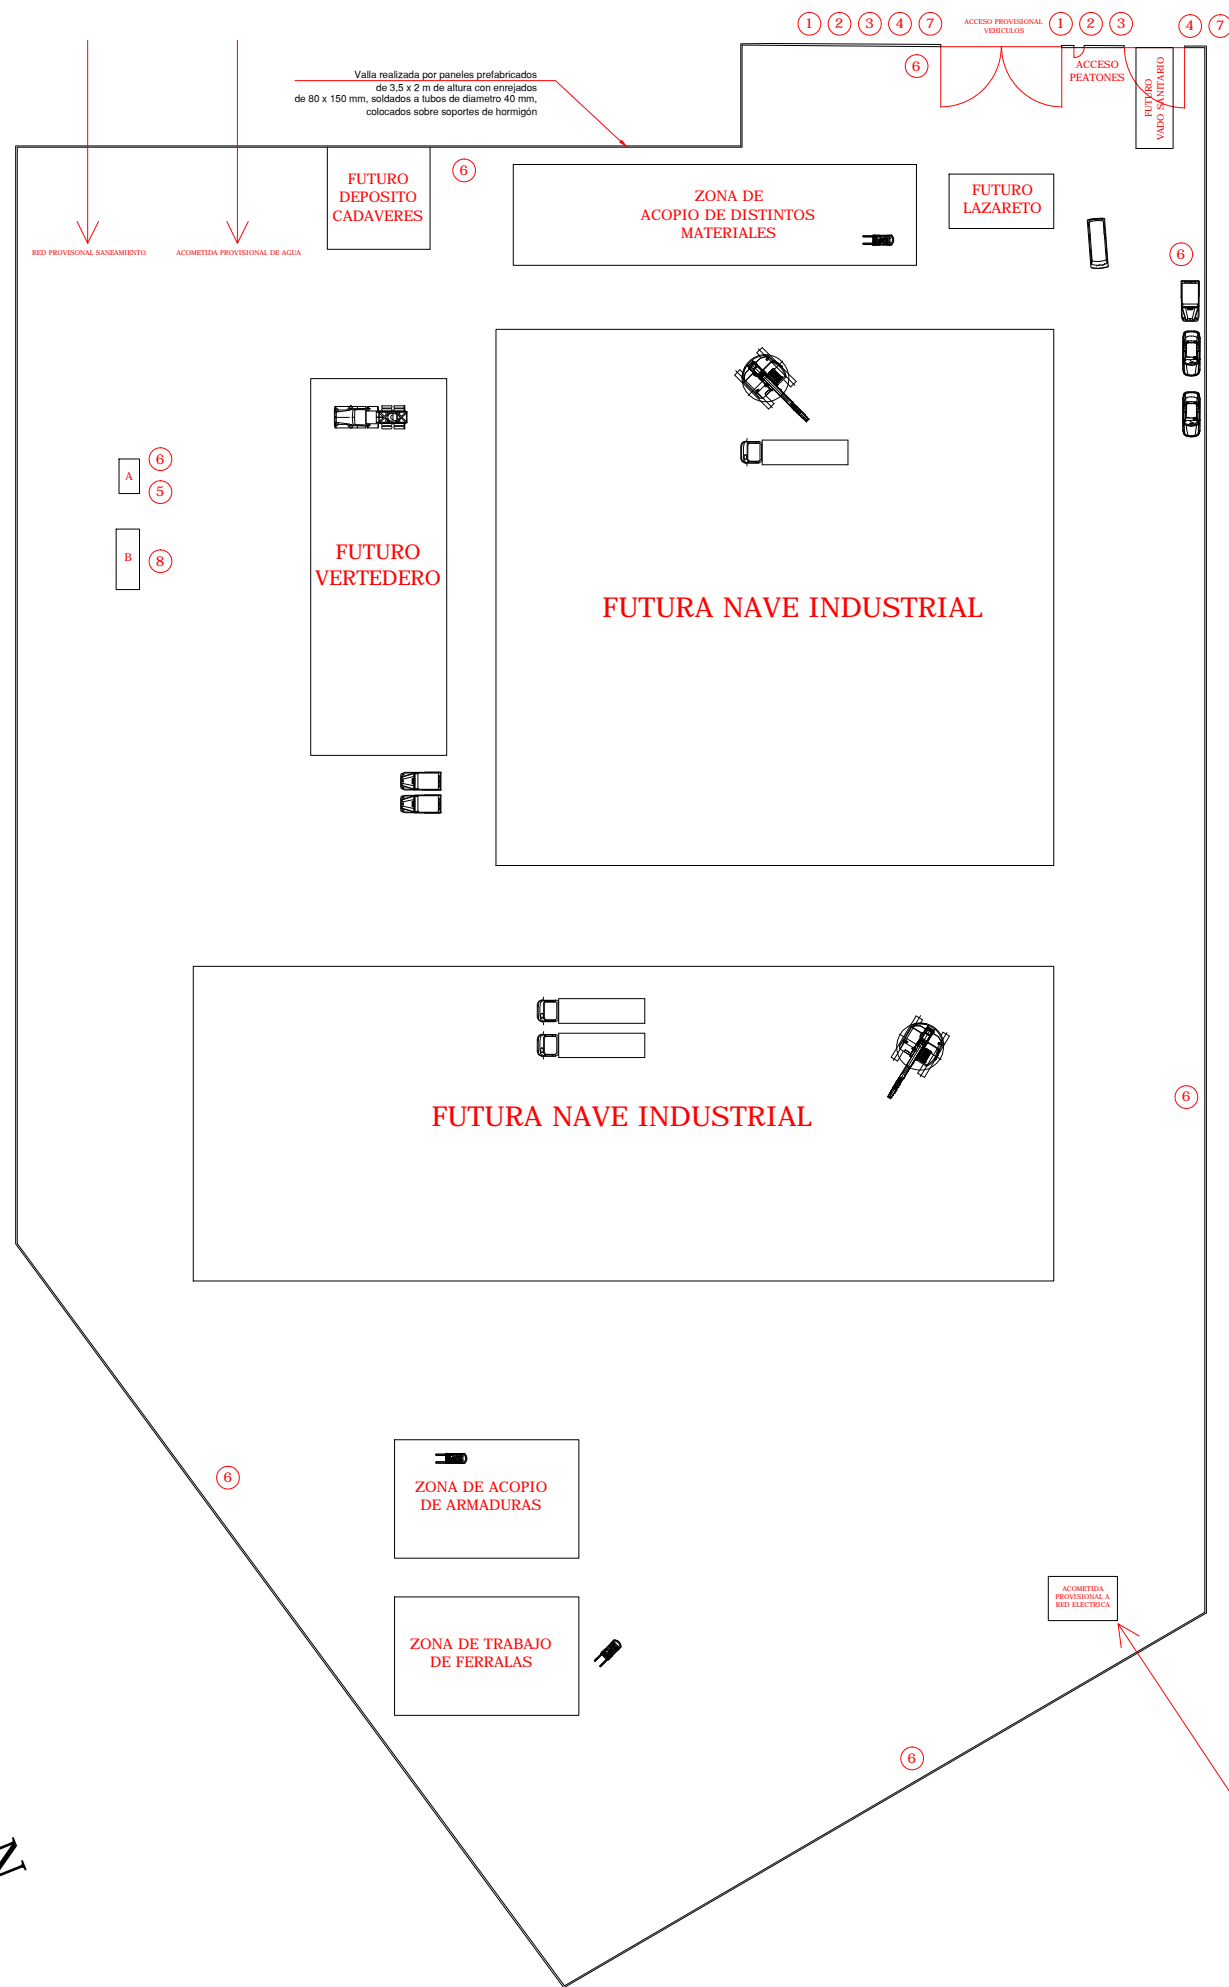 1 2 3 4 7
ACCESO PROVISIONAL
VEHICULOS
1 2 3
4 7
6
ACCESO
PEATONES
FUTURO
VADO SANITARIO
Valla realizada por paneles prefabricados
de 3,5 x 2 m de altura con enrejados
de 80 x 150 mm, soldados a tubos de diametro 40 mm,
colocados sobre soportes de hormigón
FUTURO
DEPOSITO
CADAVERES
6
ZONA DE
ACOPIO DE DISTINTOS
MATERIALES
FUTURO
LAZARETO
RED PROVISONAL SANEAMIENTO
ACOMETIDA PROVISIONAL DE AGUA
6
A
6
5
B
8
FUTURO
VERTEDERO
FUTURA NAVE INDUSTRIAL
FUTURA NAVE INDUSTRIAL
6
6
ZONA DE ACOPIO
DE ARMADURAS
ZONA DE TRABAJO
DE FERRALAS
ACOMETIDA
PROVISIONAL A
RED ELECTRICA
6
N